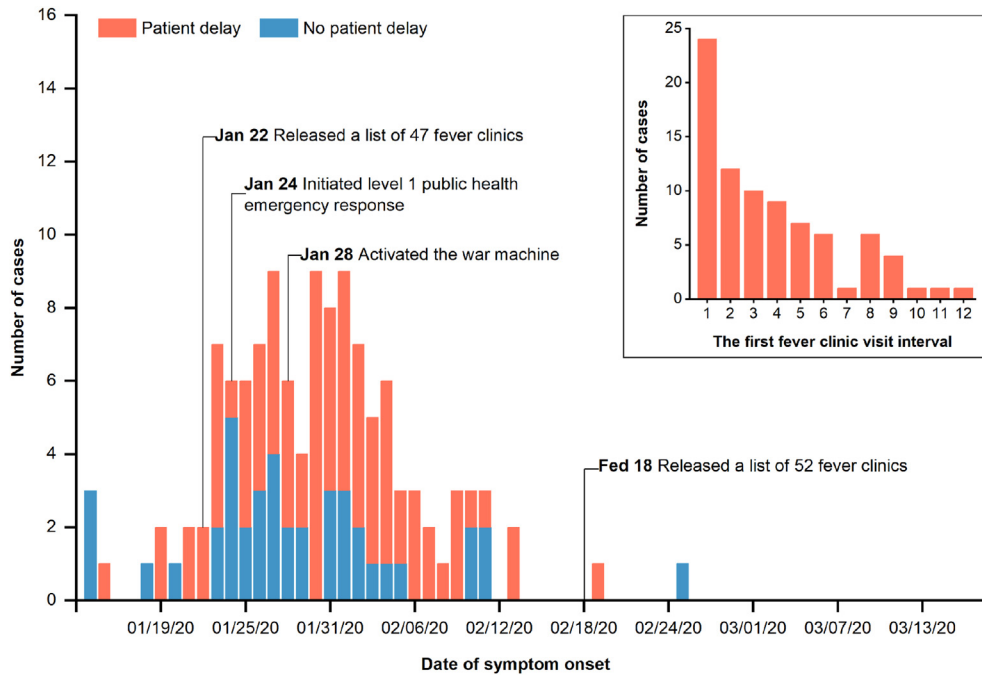 Patient delay
No patient delay
Jan 22 Released a list of 47 fever clinics
Jan 24 Initiated level 1 public health
emergency response
Jan 28 Activated the war machine
Fed 18 Released a list of 52 fever clinics
Number of cases
16
14
12
10
8
6
4
2
0
01/19/20
01/25/20
01/31/20
02/06/20
02/12/20
02/18/20
02/24/20
03/01/20
03/07/20
03/13/20
Date of symptom onset
Number of cases
25
20
15
10
5
0
1 2 3 4 5 6 7 8 9 10 11 12
The first fever clinic visit interval